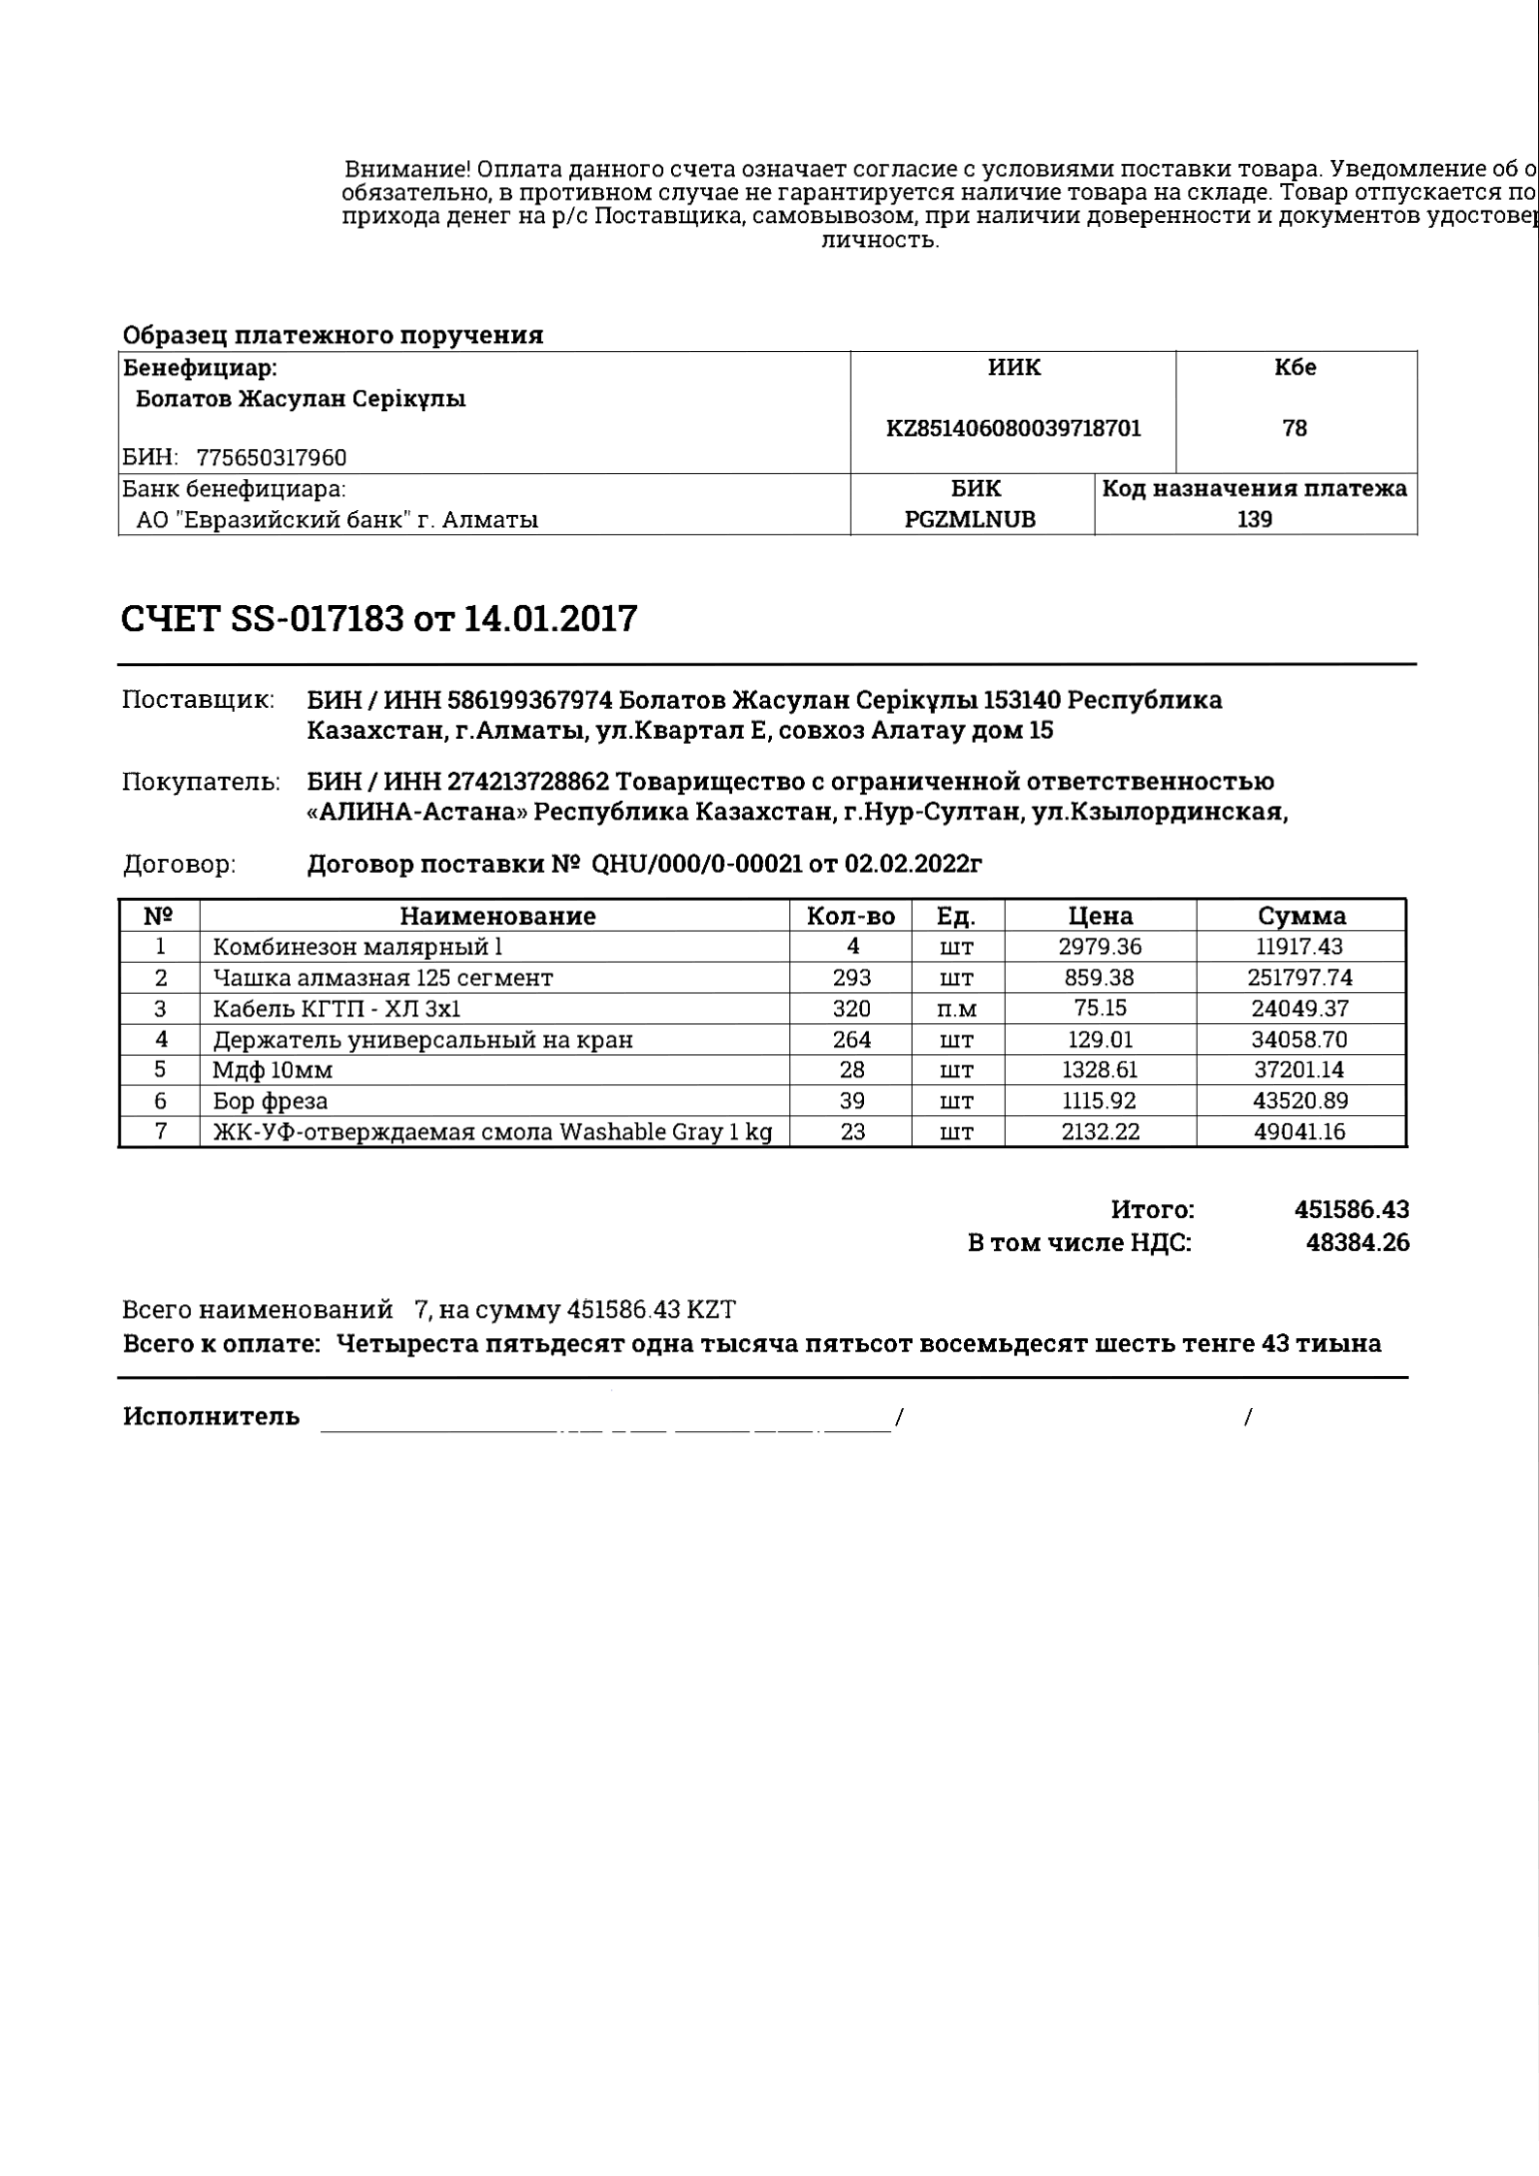 Внимание! Оплата данного счета означает согласие с условиями поставки товара. Уведомление об о
обязательно, в противном случае не гарантируется наличие товара на складе. Товар отпускается по
прихода денег на р/с Поставщика, самовывозом, при наличии доверенности и документов удостовер
личность.
Образец платежного поручения
Бенефициар: ИИК Кбе
Болатов Жасулан Серікұлы
KZ851406080039718701 78
БИН: 775650317960
Банк бенефициара: БИК Код назначения платежа
АО "Евразийский банк" г. Алматы PGZMLNUB 139
СЧЕТ SS-017183 от 14.01.2017
Поставщик: БИН / ИНН 586199367974 Болатов Жасулан Серікұлы 153140 Республика
Казахстан, г.Алматы, ул.Квартал Е, совхоз Алатау дом 15
Покупатель: БИН / ИНН 274213728862 Товарищество с ограниченной ответственностью
«АЛИНА-Астана» Республика Казахстан, г.Нур-Султан, ул.Кзылординская,
Договор: Договор поставки № QHU/000/0-00021 от 02.02.2022г
№ Наименование Кол-во Ед. Цена Сумма
1 Комбинезон малярный l 4 шт 2979.36 11917.43
2 Чашка алмазная 125 сегмент 293 шт 859.38 251797.74
3 Кабель КГТП - ХЛ 3х1 320 п.м 75.15 24049.37
4 Держатель универсальный на кран 264 шт 129.01 34058.70
5 Мдф 10мм 28 шт 1328.61 37201.14
6 Бор фреза 39 шт 1115.92 43520.89
7 ЖК-УФ-отверждаемая смола Washable Gray 1 kg 23 шт 2132.22 49041.16
Итого: 451586.43
В том числе НДС: 48384.26
Всего наименований 7, на сумму 451586.43 KZT
Всего к оплате: Четыреста пятьдесят одна тысяча пятьсот восемьдесят шесть тенге 43 тиына
Исполнитель / /